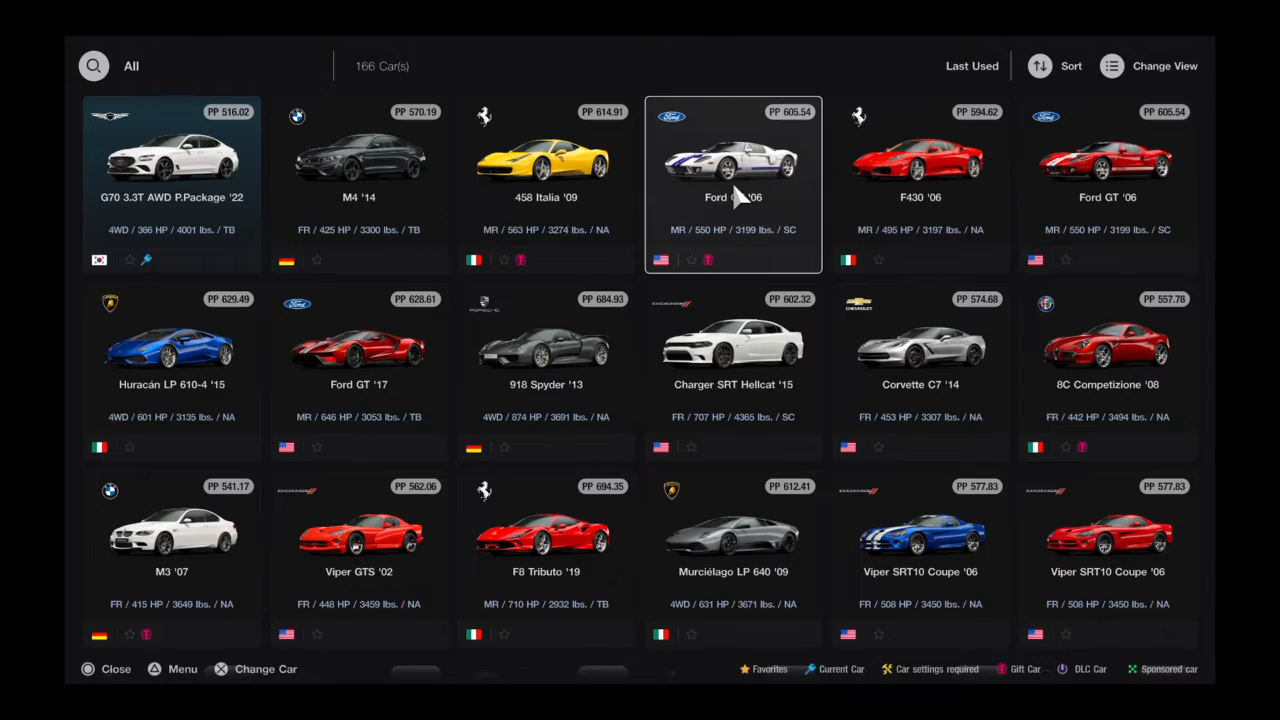 All
166 Car(s)
Last Used
Sort
Change View
PP 516.02
G70 3.3T AWD P.Package '22
4WD / 366 HP / 4001 lbs. / TB
PP 570.19
M4 '14
FR / 425 HP / 3300 lbs. / TB
PP 614.91
458 Italia '09
MR / 563 HP / 3274 lbs. / NA
Ford
PP 605.54
Ford '06
MR / 550 HP / 3199 lbs. / SC
PP 594.62
F430 '06
MR / 495 HP / 3197 lbs. / NA
Ford
PP 605.54
Ford GT '06
MR / 550 HP / 3199 lbs. / SC
PP 629.49
Huracán LP 610-4 '15
4WD / 601 HP / 3135 lbs. / NA
Ford
PP 628.61
Ford GT '17
MR / 646 HP / 3053 lbs. / TB
PORSCHE
PP 684.93
918 Spyder '13
4WD / 874 HP / 3691 lbs. / NA
DODGE
PP 602.32
Charger SRT Hellcat '15
FR / 707 HP / 4365 lbs. / SC
CHEVROLET
PP 574.68
Corvette C7 '14
FR / 453 HP / 3307 lbs. / NA
PP 557.78
8C Competizione '08
FR / 442 HP / 3494 lbs. / NA
PP 541.17
M3 '07
FR / 415 HP / 3649 lbs. / NA
DODGE
PP 562.06
Viper GTS '02
FR / 448 HP / 3459 lbs. / NA
PP 694.35
F8 Tributo '19
MR / 710 HP / 2932 lbs. / TB
PP 612.41
Murciélago LP 640 '09
4WD / 631 HP / 3671 lbs. / NA
DODGE
PP 577.83
Viper SRT10 Coupe '06
FR / 508 HP / 3450 lbs. / NA
DODGE
PP 577.83
Viper SRT10 Coupe '06
FR / 508 HP / 3450 lbs. / NA
Close
Menu
Change Car
Favorites
Current Car
Car settings required
Gift Car
DLC Car
Sponsored car